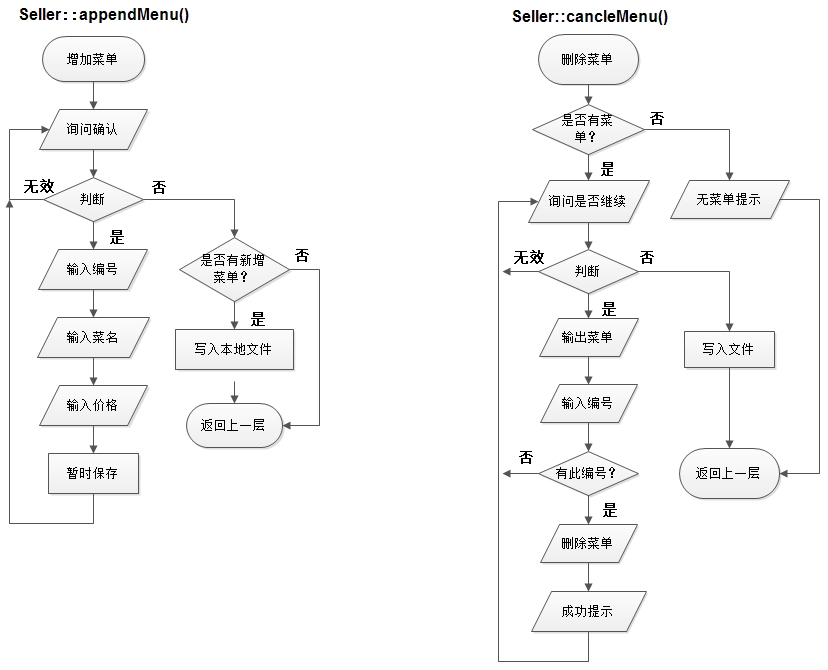 Seller::appendMenu()
增加菜单
询问确认
无效
判断
否
是
输入编号
输入菜名
输入价格
暂时保存
是否有新增
菜单?
否
是
写入本地文件
返回上一层
Seller::cancleMenu()
删除菜单
是否有菜
单?
否
是
无菜单提示
询问是否继续
无效
判断
否
是
输出菜单
写入文件
输入编号
否
有此编号?
返回上一层
是
删除菜单
成功提示